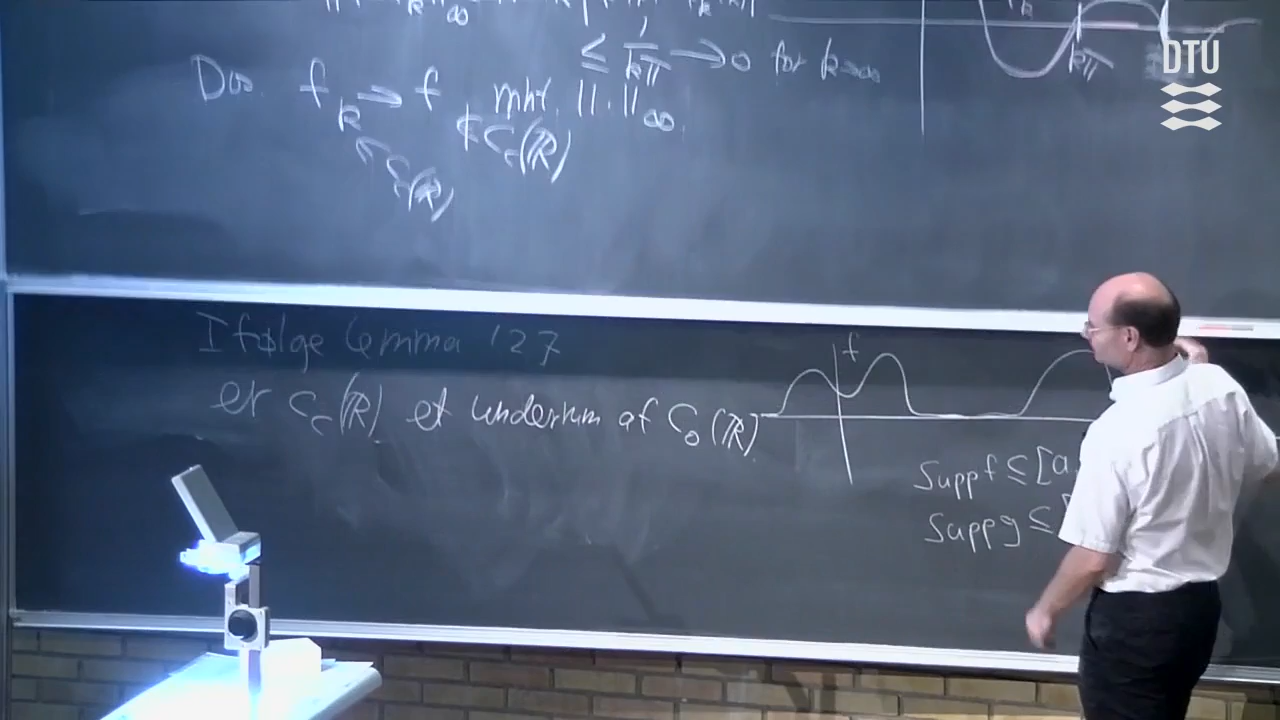 ≤ 1/kπ → 0 for k→∞
Dvs. f_k → f mht. ||·||_∞.
∉ C_c(ℝ)
C_c(ℝ)
kπ
DTU
Ifølge Lemma 127
er C_c(ℝ) et underrum af C_0(ℝ).
f
Supp f ⊆ [a,
Supp g ⊆ [